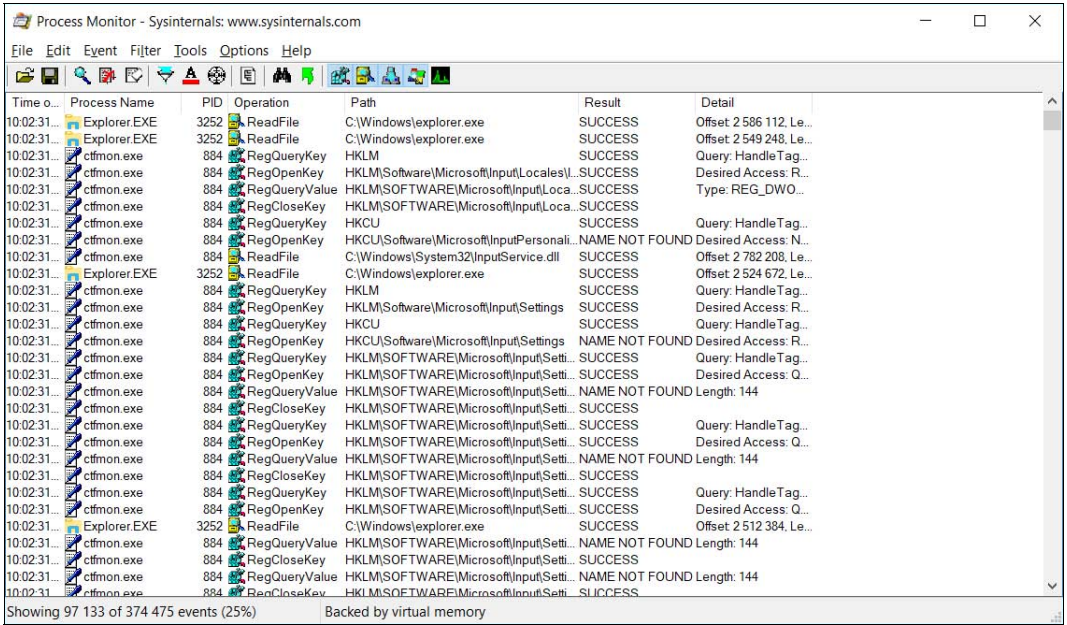 Process Monitor - Sysinternals: www.sysinternals.com
File Edit Event Filter Tools Options Help
Time o... Process Name PID Operation Path Result Detail
10:02:31... Explorer.EXE 3252 ReadFile C:\Windows\explorer.exe SUCCESS Offset: 2 586 112, Le...
10:02:31... Explorer.EXE 3252 ReadFile C:\Windows\explorer.exe SUCCESS Offset: 2 549 248, Le...
10:02:31... ctfmon.exe 884 RegQueryKey HKLM SUCCESS Query: HandleTag...
10:02:31... ctfmon.exe 884 RegOpenKey HKLM\Software\Microsoft\Input\Locales\l... SUCCESS Desired Access: R...
10:02:31... ctfmon.exe 884 RegQueryValue HKLM\SOFTWARE\Microsoft\Input\Loca... SUCCESS Type: REG_DWO...
10:02:31... ctfmon.exe 884 RegCloseKey HKLM\SOFTWARE\Microsoft\Input\Loca... SUCCESS
10:02:31... ctfmon.exe 884 RegQueryKey HKCU SUCCESS Query: HandleTag...
10:02:31... ctfmon.exe 884 RegOpenKey HKCU\Software\Microsoft\InputPersonali... NAME NOT FOUND Desired Access: N...
10:02:31... ctfmon.exe 884 ReadFile C:\Windows\System32\InputService.dll SUCCESS Offset: 2 782 208, Le...
10:02:31... Explorer.EXE 3252 ReadFile C:\Windows\explorer.exe SUCCESS Offset: 2 524 672, Le...
10:02:31... ctfmon.exe 884 RegQueryKey HKLM SUCCESS Query: HandleTag...
10:02:31... ctfmon.exe 884 RegOpenKey HKLM\Software\Microsoft\Input\Settings SUCCESS Desired Access: R...
10:02:31... ctfmon.exe 884 RegQueryKey HKCU SUCCESS Query: HandleTag...
10:02:31... ctfmon.exe 884 RegOpenKey HKCU\Software\Microsoft\Input\Settings NAME NOT FOUND Desired Access: R...
10:02:31... ctfmon.exe 884 RegQueryKey HKLM\SOFTWARE\Microsoft\Input\Setti... SUCCESS Query: HandleTag...
10:02:31... ctfmon.exe 884 RegOpenKey HKLM\SOFTWARE\Microsoft\Input\Setti... SUCCESS Desired Access: Q...
10:02:31... ctfmon.exe 884 RegQueryValue HKLM\SOFTWARE\Microsoft\Input\Setti... NAME NOT FOUND Length: 144
10:02:31... ctfmon.exe 884 RegCloseKey HKLM\SOFTWARE\Microsoft\Input\Setti... SUCCESS
10:02:31... ctfmon.exe 884 RegQueryKey HKLM\SOFTWARE\Microsoft\Input\Setti... SUCCESS Query: HandleTag...
10:02:31... ctfmon.exe 884 RegOpenKey HKLM\SOFTWARE\Microsoft\Input\Setti... SUCCESS Desired Access: Q...
10:02:31... ctfmon.exe 884 RegQueryValue HKLM\SOFTWARE\Microsoft\Input\Setti... NAME NOT FOUND Length: 144
10:02:31... ctfmon.exe 884 RegCloseKey HKLM\SOFTWARE\Microsoft\Input\Setti... SUCCESS
10:02:31... ctfmon.exe 884 RegQueryKey HKLM\SOFTWARE\Microsoft\Input\Setti... SUCCESS Query: HandleTag...
10:02:31... ctfmon.exe 884 RegOpenKey HKLM\SOFTWARE\Microsoft\Input\Setti... SUCCESS Desired Access: Q...
10:02:31... Explorer.EXE 3252 ReadFile C:\Windows\explorer.exe SUCCESS Offset: 2 512 384, Le...
10:02:31... ctfmon.exe 884 RegQueryValue HKLM\SOFTWARE\Microsoft\Input\Setti... NAME NOT FOUND Length: 144
10:02:31... ctfmon.exe 884 RegCloseKey HKLM\SOFTWARE\Microsoft\Input\Setti... SUCCESS
10:02:31... ctfmon.exe 884 RegQueryValue HKLM\SOFTWARE\Microsoft\Input\Setti... NAME NOT FOUND Length: 144
10:02:31... ctfmon.exe 884 RegCloseKey HKLM\SOFTWARE\Microsoft\Input\Setti... SUCCESS
Showing 97 133 of 374 475 events (25%) Backed by virtual memory